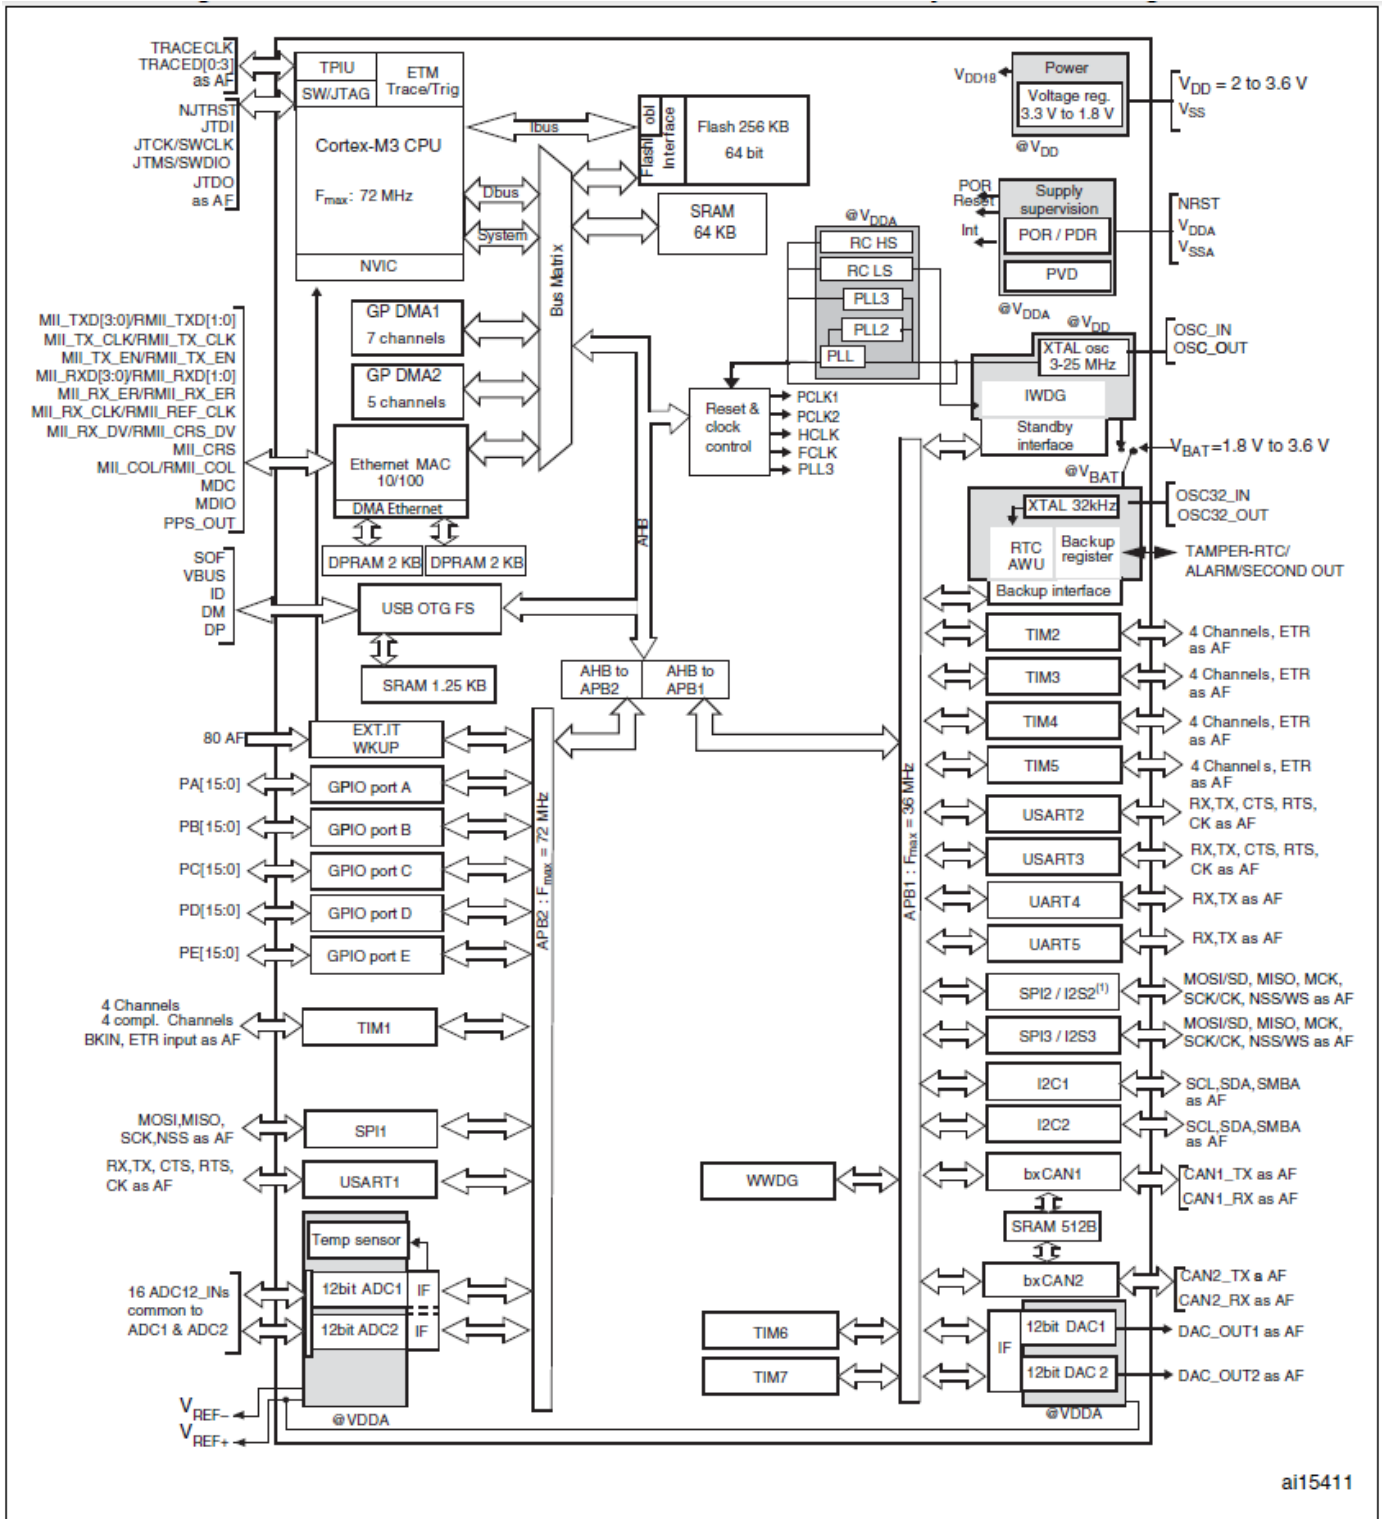 TRACECLK
TRACED[0:3]
as AF
NJTRST
JTDI
JTCK/SWCLK
JTMS/SWDIO
JTDO
as AF
TPIU
SW/JTAG
ETM
Trace/Trig
Cortex-M3 CPU
Fmax: 72 MHz
NVIC
Ibus
Dbus
System
Flash obl
Interface
Flash 256 KB
64 bit
SRAM
64 KB
Bus Matrix
GP DMA1
7 channels
GP DMA2
5 channels
MII_TXD[3:0]/RMII_TXD[1:0]
MII_TX_CLK/RMII_TX_CLK
MII_TX_EN/RMII_TX_EN
MII_RXD[3:0]/RMII_RXD[1:0]
MII_RX_ER/RMII_RX_ER
MII_RX_CLK/RMII_REF_CLK
MII_RX_DV/RMII_CRS_DV
MII_CRS
MII_COL/RMII_COL
MDC
MDIO
PPS_OUT
Ethernet MAC
10/100
DMA Ethernet
DPRAM 2 KB
DPRAM 2 KB
SOF
VBUS
ID
DM
DP
USB OTG FS
SRAM 1.25 KB
AHB
VDD18
Power
Voltage reg.
3.3 V to 1.8 V
@VDD
VDD = 2 to 3.6 V
VSS
POR
Reset
Int
Supply
supervision
POR / PDR
PVD
@VDDA
NRST
VDDA
VSSA
@VDDA
RC HS
RC LS
PLL3
PLL2
PLL
@VDD
XTAL osc
3-25 MHz
IWDG
Standby
interface
OSC_IN
OSC_OUT
Reset &
clock
control
PCLK1
PCLK2
HCLK
FCLK
PLL3
VBAT=1.8 V to 3.6 V
@VBAT
XTAL 32kHz
RTC
AWU
Backup
register
Backup interface
OSC32_IN
OSC32_OUT
TAMPER-RTC/
ALARM/SECOND OUT
AHB to
APB2
AHB to
APB1
80 AF
EXT.IT
WKUP
PA[15:0]
GPIO port A
PB[15:0]
GPIO port B
PC[15:0]
GPIO port C
PD[15:0]
GPIO port D
PE[15:0]
GPIO port E
4 Channels
4 compl. Channels
BKIN, ETR input as AF
TIM1
MOSI,MISO,
SCK,NSS as AF
SPI1
RX,TX, CTS, RTS,
CK as AF
USART1
Temp sensor
16 ADC12_INs
common to
ADC1 & ADC2
12bit ADC1
IF
12bit ADC2
IF
VREF–
VREF+
@VDDA
APB2 : Fmax = 72 MHz
APB1 : Fmax = 36 MHz
WWDG
TIM6
TIM7
TIM2
4 Channels, ETR
as AF
TIM3
4 Channels, ETR
as AF
TIM4
4 Channels, ETR
as AF
TIM5
4 Channels, ETR
as AF
USART2
RX,TX, CTS, RTS,
CK as AF
USART3
RX,TX, CTS, RTS,
CK as AF
UART4
RX,TX as AF
UART5
RX,TX as AF
SPI2 / I2S2(1)
MOSI/SD, MISO, MCK,
SCK/CK, NSS/WS as AF
SPI3 / I2S3
MOSI/SD, MISO, MCK,
SCK/CK, NSS/WS as AF
I2C1
SCL,SDA,SMBA
as AF
I2C2
SCL,SDA,SMBA
as AF
bxCAN1
CAN1_TX as AF
CAN1_RX as AF
SRAM 512B
bxCAN2
CAN2_TX a AF
CAN2_RX as AF
IF
12bit DAC1
DAC_OUT1 as AF
12bit DAC 2
DAC_OUT2 as AF
@VDDA
ai15411